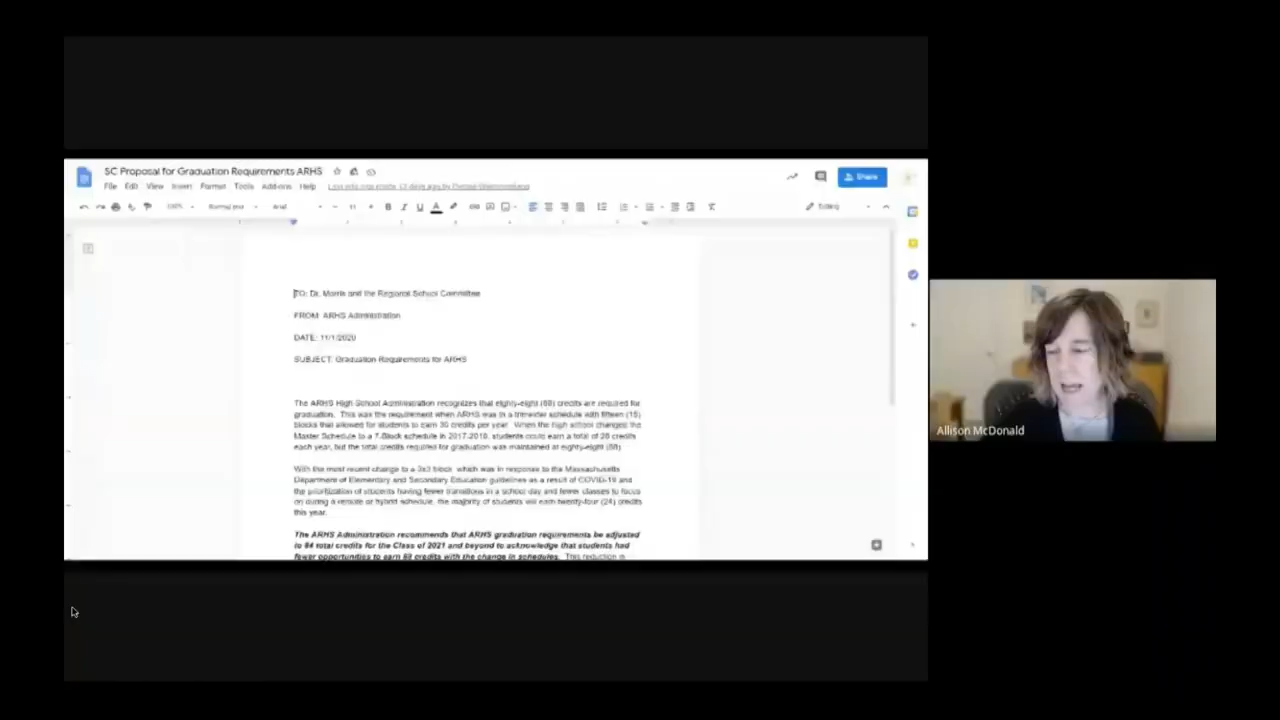 SC Proposal for Graduation Requirements ARHS
File Edit View Insert Format Tools Add-ons Help
Share
Editing
TO: Dr. Morris and the Regional School Committee
FROM: ARHS Administration
DATE: 11/1/2020
SUBJECT: Graduation Requirements for ARHS
The ARHS High School Administration recognizes that eighty-eight (88) credits are required for
graduation. This was the requirement when ARHS was in a trimester schedule with fifteen (15)
blocks that allowed for students to earn 30 credits per year. When the high school changed the
Master Schedule to a 7-Block schedule in 2017-2018, students could earn a total of 28 credits
each year, but the total credits required for graduation was maintained at eighty-eight (88).
With the most recent change to a 3x3 block, which was in response to the Massachusetts
Department of Elementary and Secondary Education guidelines as a result of COVID-19 and
the prioritization of students having fewer transitions in a school day and fewer classes to focus
on during a remote or hybrid schedule, the majority of students will earn twenty-four (24) credits
this year.
The ARHS Administration recommends that ARHS graduation requirements be adjusted
to 84 total credits for the Class of 2021 and beyond to acknowledge that students had
fewer opportunities to earn 88 credits with the change in schedules. This reduction is
Allison McDonald